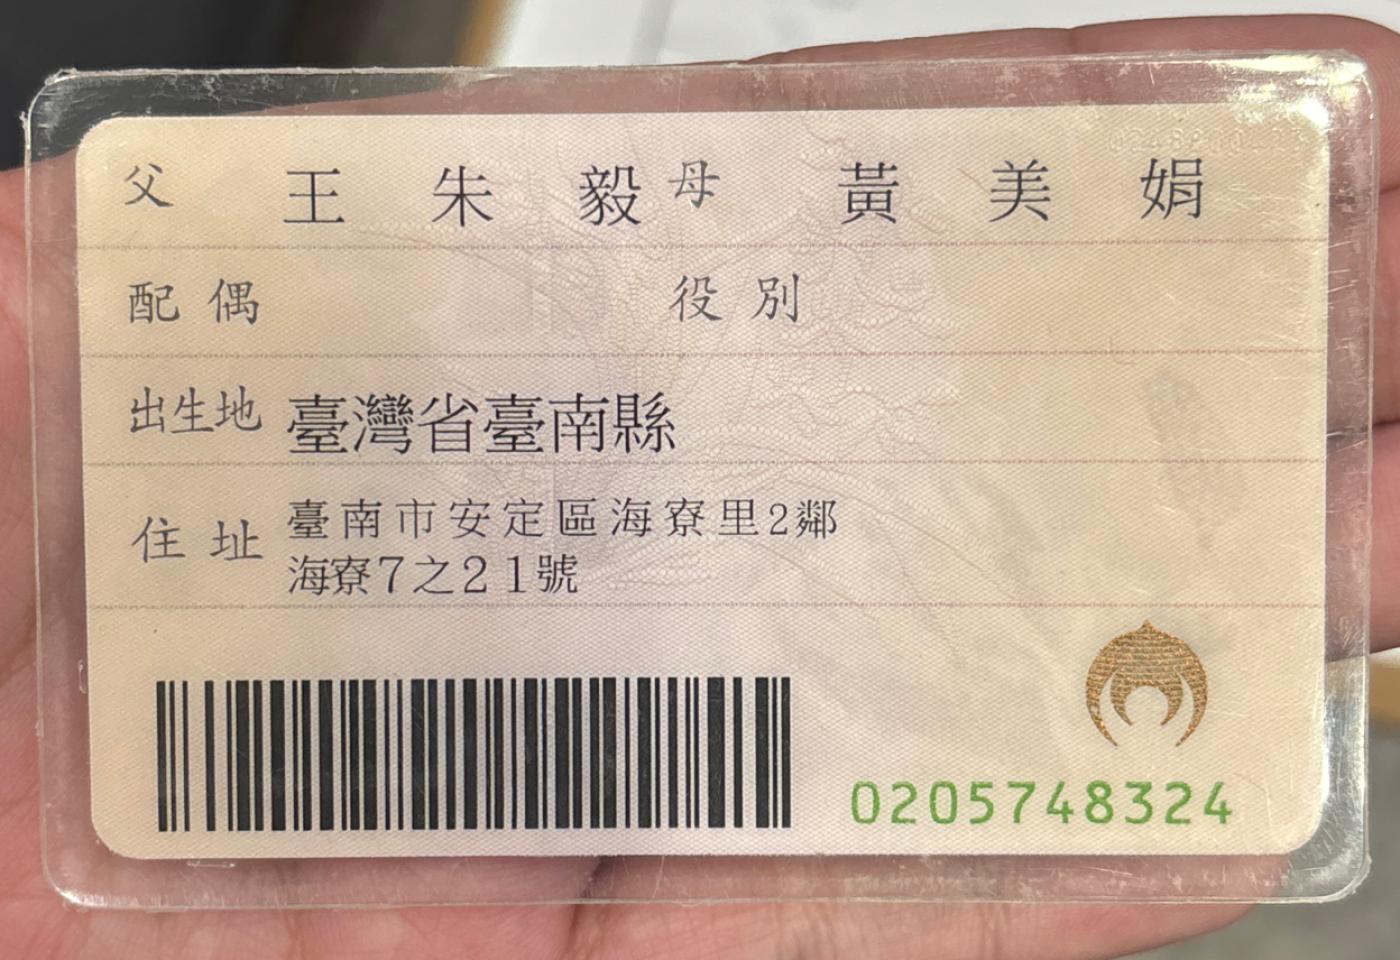 父 王朱毅 母 黃美娟
配偶 役別
出生地 臺灣省臺南縣
住址 臺南市安定區海寮里2鄰
海寮7之21號
0205748324